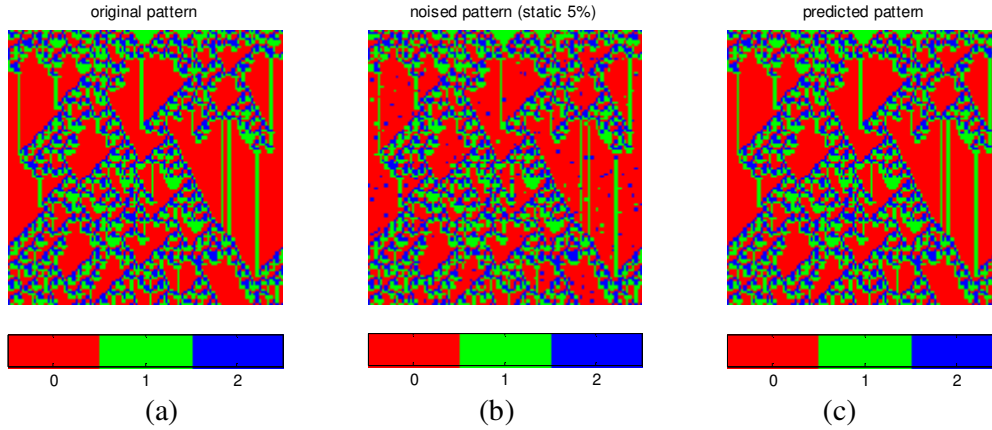 original pattern
noised pattern (static 5%)
predicted pattern
0 1 2
0 1 2
0 1 2
(a)
(b)
(c)